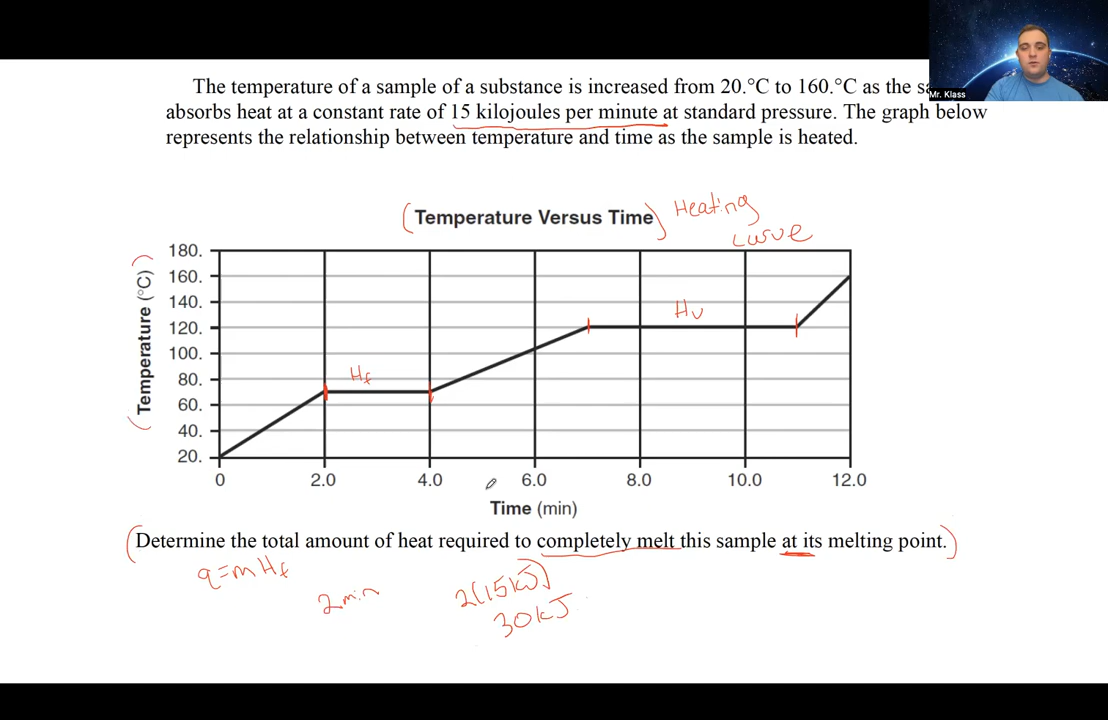 The temperature of a sample of a substance is increased from 20.°C to 160.°C as the sa
absorbs heat at a constant rate of 15 kilojoules per minute at standard pressure. The graph below
represents the relationship between temperature and time as the sample is heated.
Mr. Klass
(Temperature Versus Time) Heating
curve
Temperature (°C)
180.
160.
140.
120.
100.
80.
60.
40.
20.
Hf
Hv
0 2.0 4.0 6.0 8.0 10.0 12.0
Time (min)
(Determine the total amount of heat required to completely melt this sample at its melting point.)
q=mHf
2min
2(15kJ)
30kJ